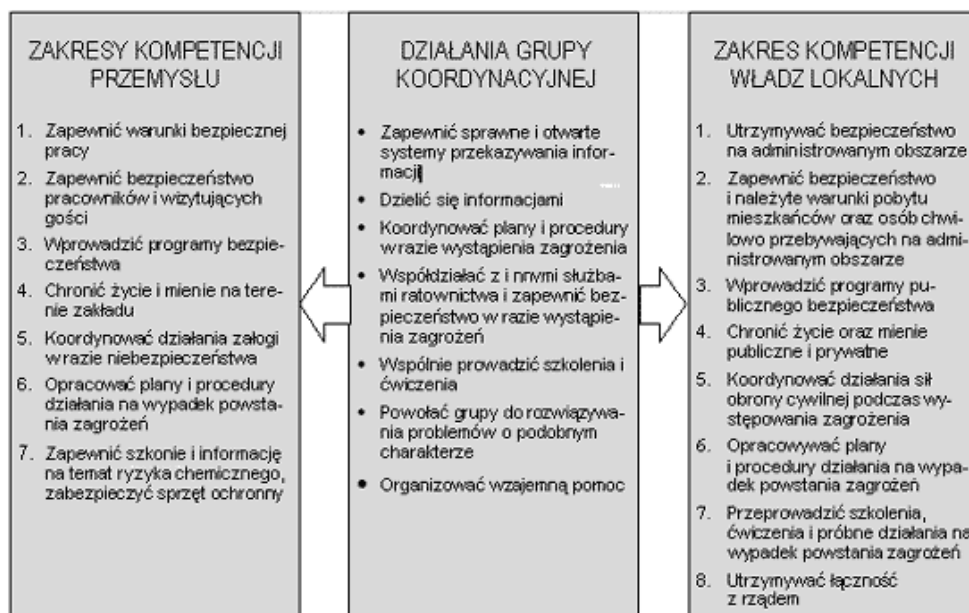 ZAKRESY KOMPETENCJI
PRZEMYSŁU
1. Zapewnić warunki bezpiecznej
pracy
2. Zapewnić bezpieczeństwo
pracowników i wizytujących
gości
3. Wprowadzić programy bezpie-
czeństwa
4. Chronić życie i mienie na tere-
nie zakładu
5. Koordynować działania załogi
w razie niebezpieczeństwa
6. Opracować plany i procedury
działania na wypadek powsta-
nia zagrożeń
7. Zapewnić szkonie i informację
na temat ryzyka chemicznego,
zabezpieczyć sprzęt ochronny
DZIAŁANIA GRUPY
KOORDYNACYJNEJ
• Zapewnić sprawne i otwarte
systemy przekazywania infor-
macji
• Dzielić się informacjami
• Koordynować plany i procedury
w razie wystąpienia zagrożenia
• Współdziałać z i nnymi służba-
mi ratownictwa i zapewnić bez-
pieczeństwo w razie wystąpie-
nia zagrożeń
• Wspólnie prowadzić szkolenia i
ćwiczenia
• Powołać grupy do rozwiązywa-
nia problemów o podobnym
charakterze
• Organizować wzajemną pomoc
ZAKRES KOMPETENCJI
WŁADZ LOKALNYCH
1. Utrzymywać bezpieczeństwo
na administrowanym obszarze
2. Zapewnić bezpieczeństwo
i należyte warunki pobytu
mieszkańców oraz osób chwi-
lowo przebywających na admi-
nistrowanym obszarze
3. Wprowadzić programy pu-
blicznego bezpieczeństwa
4. Chronić życie oraz mienie
publiczne i prywatne
5. Koordynować działania sił
obrony cywilnej podczas wy-
stępowania zagrożenia
6. Opracowywać plany
i procedury działania na wypa-
dek powstania zagrożeń
7. Przeprowadzić szkolenia,
ćwiczenia i próbne działania na
wypadek powstania zagrożeń
8. Utrzymywać łączność
z rządem